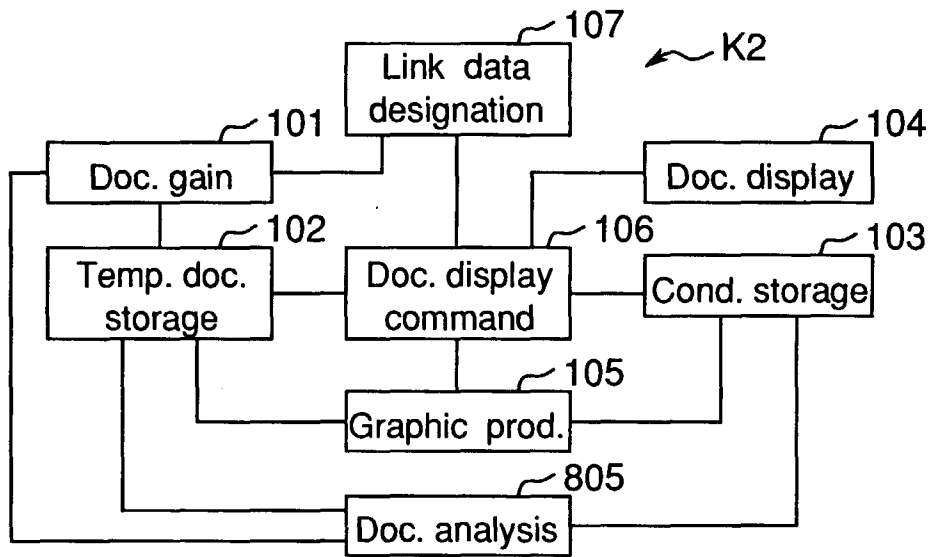 107
K2
Link data
designation
101
104
Doc. gain
Doc. display
102
106
103
Temp. doc.
storage
Doc. display
command
Cond. storage
105
Graphic prod.
805
Doc. analysis